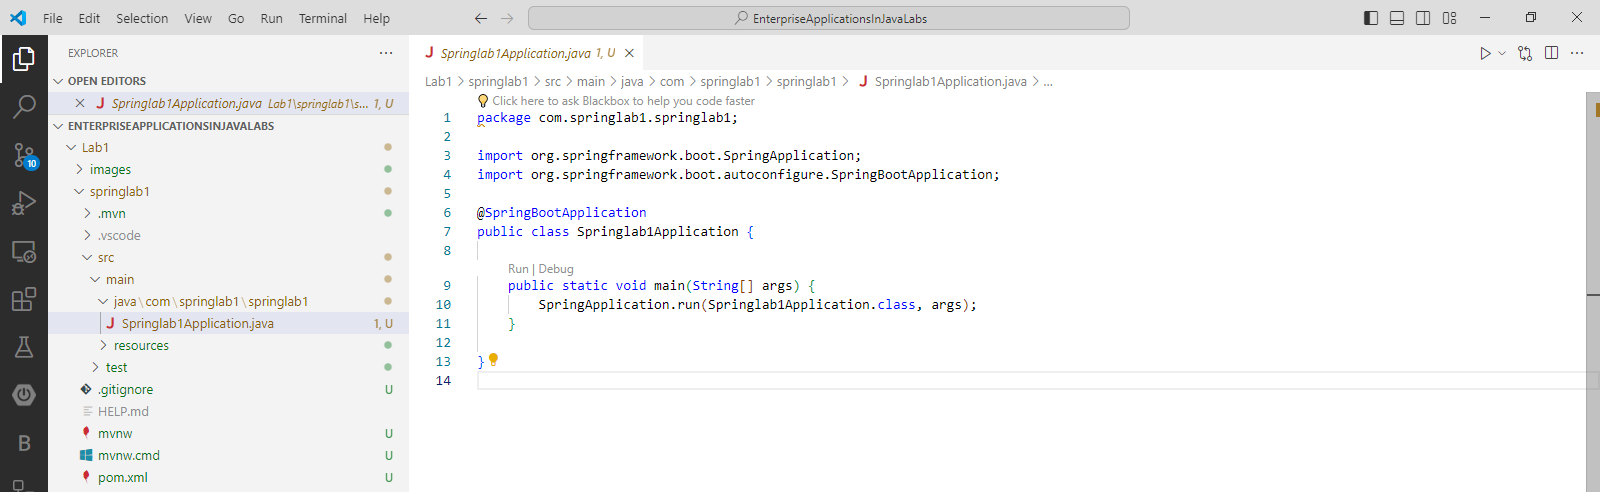 File Edit Selection View Go Run Terminal Help
EnterpriseApplicationsInJavaLabs
EXPLORER
OPEN EDITORS
Springlab1Application.java Lab1\springlab1\s... 1, U
ENTERPRISEAPPLICATIONSINJAVALABS
Lab1
images
springlab1
.mvn
.vscode
src
main
java\com\springlab1\springlab1
Springlab1Application.java 1, U
resources
test
.gitignore U
HELP.md
mvnw U
mvnw.cmd U
pom.xml U
10
B
Springlab1Application.java 1, U
Lab1 > springlab1 > src > main > java > com > springlab1 > springlab1 > Springlab1Application.java > ...
Click here to ask Blackbox to help you code faster
1 package com.springlab1.springlab1;
2
3 import org.springframework.boot.SpringApplication;
4 import org.springframework.boot.autoconfigure.SpringBootApplication;
5
6 @SpringBootApplication
7 public class Springlab1Application {
8
Run | Debug
9 public static void main(String[] args) {
10 SpringApplication.run(Springlab1Application.class, args);
11 }
12
13 }
14